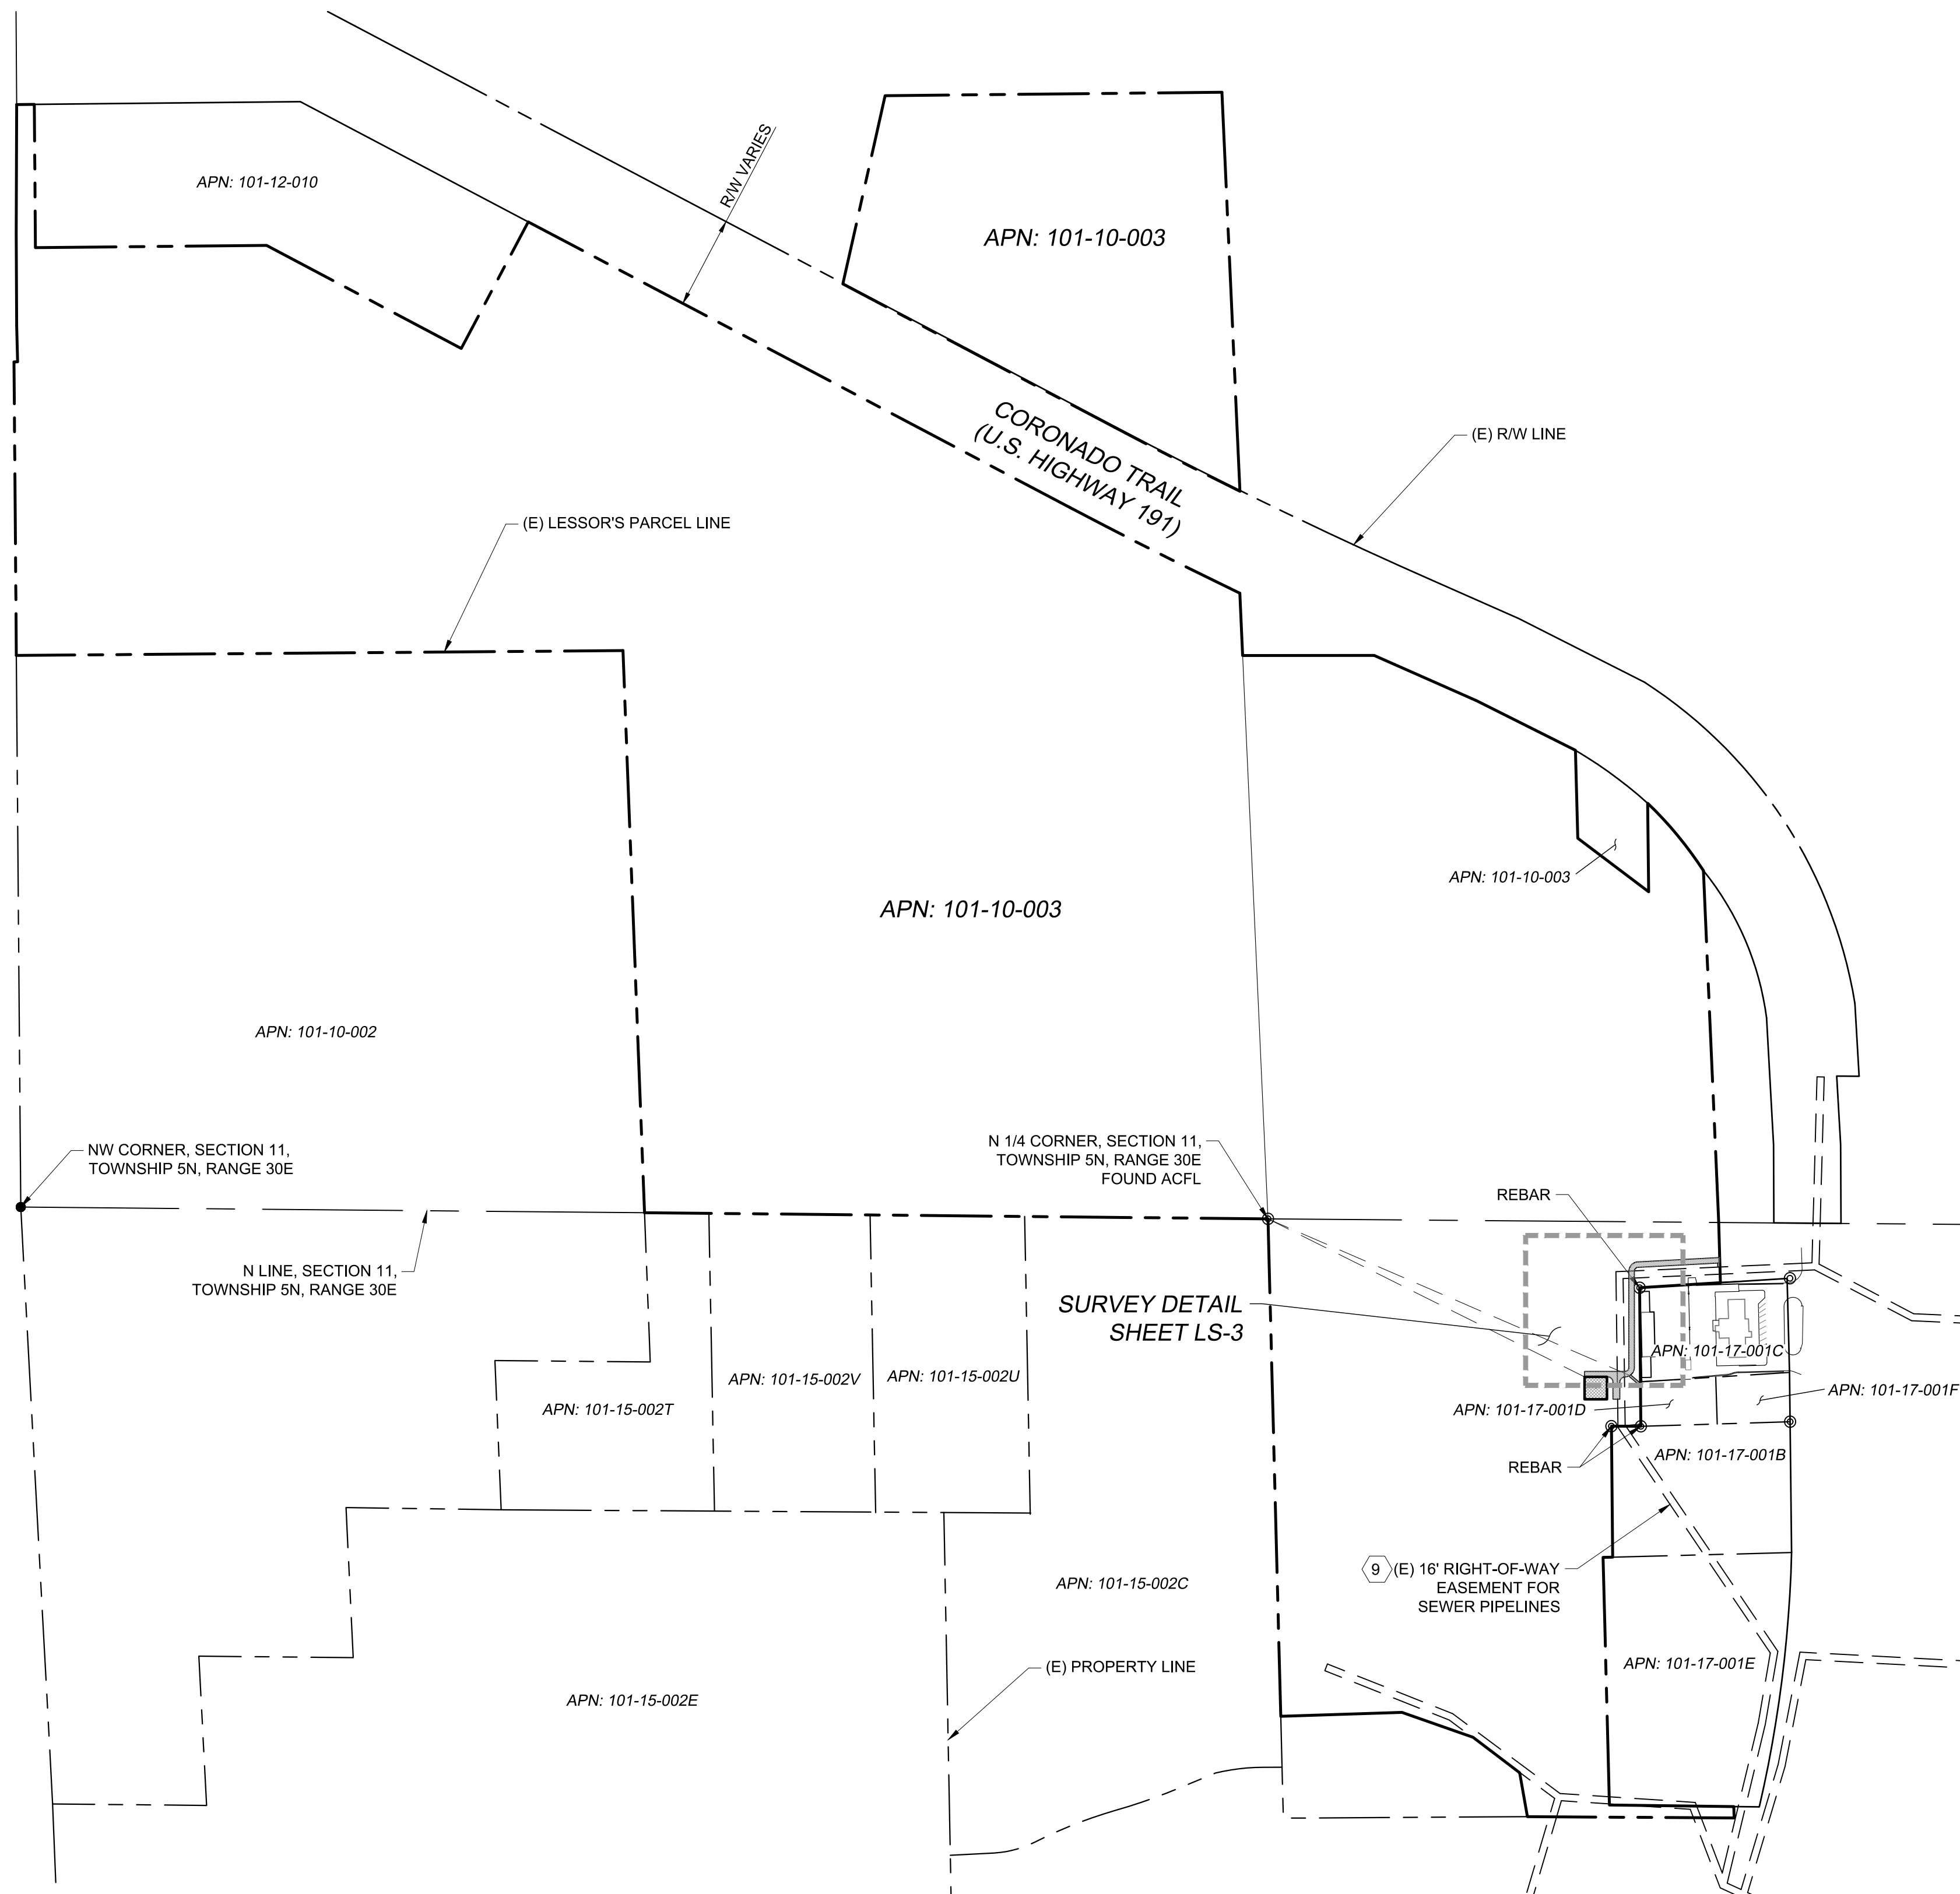 R/W VARIES
APN: 101-12-010
APN: 101-10-003
CORONADO TRAIL
(U.S. HIGHWAY 191)
(E) R/W LINE
(E) LESSOR'S PARCEL LINE
APN: 101-10-003
APN: 101-10-003
APN: 101-10-002
NW CORNER, SECTION 11,
TOWNSHIP 5N, RANGE 30E
N 1/4 CORNER, SECTION 11,
TOWNSHIP 5N, RANGE 30E
FOUND ACFL
REBAR
N LINE, SECTION 11,
TOWNSHIP 5N, RANGE 30E
SURVEY DETAIL
SHEET LS-3
APN: 101-17-001C
APN: 101-15-002V
APN: 101-15-002U
APN: 101-15-002T
APN: 101-17-001D
APN: 101-17-001F
APN: 101-17-001B
REBAR
9 (E) 16' RIGHT-OF-WAY
EASEMENT FOR
SEWER PIPELINES
APN: 101-15-002C
(E) PROPERTY LINE
APN: 101-17-001E
APN: 101-15-002E